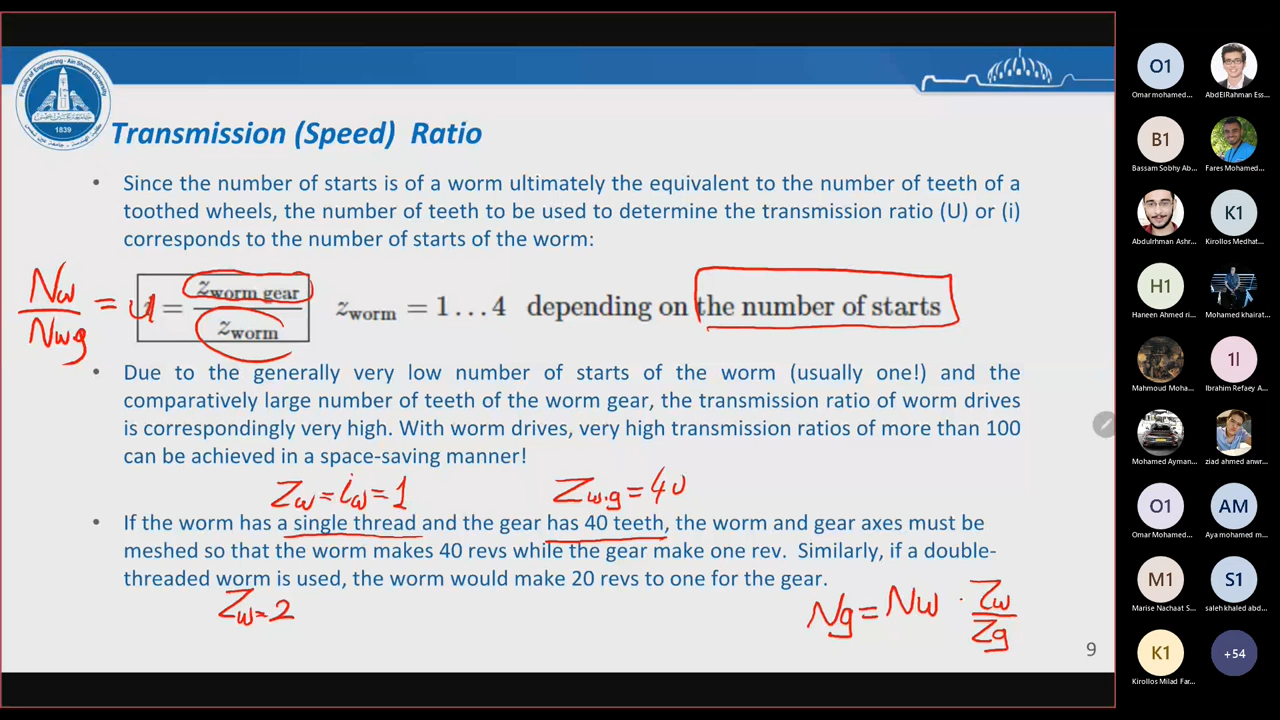 Faculty of Engineering - Ain Shams University
1839
Transmission (Speed) Ratio
• Since the number of starts is of a worm ultimately the equivalent to the number of teeth of a
toothed wheels, the number of teeth to be used to determine the transmission ratio (U) or (i)
corresponds to the number of starts of the worm:
Nw / Nwg = u = z worm gear / z worm
z worm = 1 … 4 depending on the number of starts
• Due to the generally very low number of starts of the worm (usually one!) and the
comparatively large number of teeth of the worm gear, the transmission ratio of worm drives
is correspondingly very high. With worm drives, very high transmission ratios of more than 100
can be achieved in a space-saving manner!
Zw = iw = 1
Zw.g = 40
• If the worm has a single thread and the gear has 40 teeth, the worm and gear axes must be
meshed so that the worm makes 40 revs while the gear make one rev. Similarly, if a double-
threaded worm is used, the worm would make 20 revs to one for the gear.
Zw = 2
Ng = Nw · Zw / Zg
9
O1
Omar mohamed...
AbdElRahman Ess...
B1
Bassam Sobhy Ab...
Fares Mohamed...
Abdulrhman Ashr...
K1
Kirollos Medhat...
H1
Haneen Ahmed ri...
Mohamed khairat...
Mahmoud Moha...
1I
Ibrahim Refaey A...
Mohamed Ayman...
ziad ahmed anwr...
O1
Omar Mohamed...
AM
Aya mohamed m...
M1
Marise Nachaat S...
S1
saleh khaled abd...
K1
Kirollos Milad Far...
+54